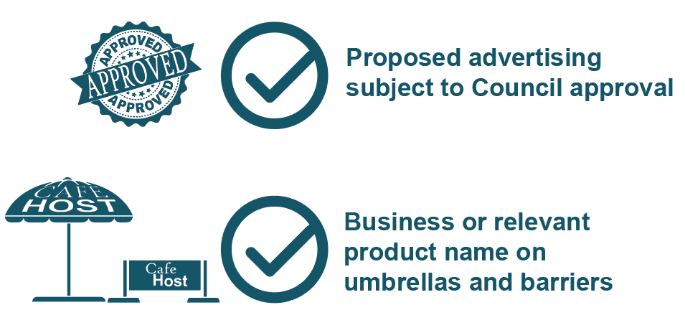 APPROVED
APPROVED
APPROVED
Proposed advertising
subject to Council approval
CAFE
HOST
Cafe
Host
Business or relevant
product name on
umbrellas and barriers